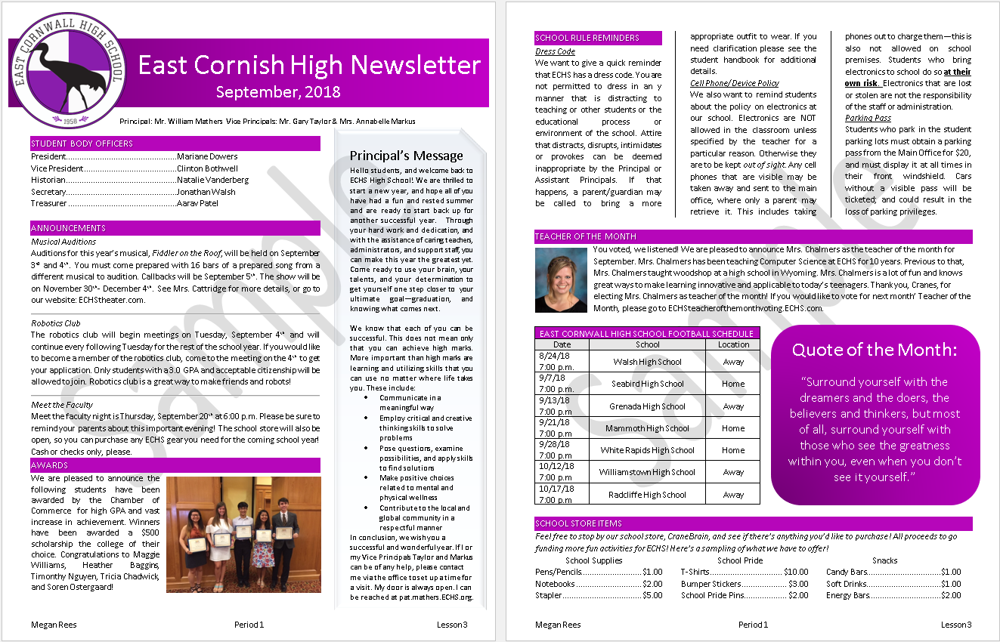 EAST CORNWALL HIGH SCHOOL
1958
East Cornish High Newsletter
September, 2018
Principal: Mr. William Mathers  Vice Principals: Mr. Gary Taylor & Mrs. Annabelle Markus
STUDENT BODY OFFICERS
President................................................Mariane Dowers
Vice President........................................Clinton Bothwell
Historian................................................Natalie Vanderberg
Secretary................................................Jonathan Walsh
Treasurer ...............................................Aarav Patel
ANNOUNCEMENTS
Musical Auditions
Auditions for this year's musical, Fiddler on the Roof, will be held on September
3rd and 4th. You must come prepared with 16 bars of a prepared song from a
different musical to audition. Callbacks will be September 5th. The show will be
on November 30th- December 4th. See Mrs. Cattridge for more details, or go to
our website: ECHStheater.com.
Robotics Club
The robotics club will begin meetings on Tuesday, September 4th and will
continue every following Tuesday for the rest of the school year. If you would like
to become a member of the robotics club, come to the meeting on the 4th to get
your application. Only students with a 3.0 GPA and acceptable citizenship will be
allowed to join. Robotics club is a great way to make friends and robots!
Meet the Faculty
Meet the faculty night is Thursday, September 20th at 6:00 p.m. Please be sure to
remind your parents about this important evening! The school store will also be
open, so you can purchase any ECHS gear you need for the coming school year!
Cash or checks only, please.
AWARDS
We are pleased to announce the
following students have been
awarded by the Chamber of
Commerce for high GPA and vast
increase in achievement. Winners
have been awarded a $500
scholarship the college of their
choice. Congratulations to Maggie
Williams, Heather Baggins,
Timonthy Nguyen, Tricia Chadwick,
and Soren Ostergaard!
Principal's Message
Hello students, and welcome back to
ECHS High School! We are thrilled to
start a new year, and hope all of you
have had a fun and rested summer
and are ready to start back up for
another successful year. Through
your hard work and dedication, and
with the assistance of caring teachers,
administrators, and support staff, you
can make this year the greatest yet.
Come ready to use your brain, your
talents, and your determination to
get yourself one step closer to your
ultimate goal—graduation, and
knowing what comes next.
We know that each of you can be
successful. This does not mean only
that you can achieve high marks.
More important than high marks are
learning and utilizing skills that you
can use no matter where life takes
you. These include:
• Communicate in a
meaningful way
• Employ critical and creative
thinking skills to solve
problems
• Pose questions, examine
possibilities, and apply skills
to find solutions
• Make positive choices
related to mental and
physical wellness
• Contribute to the local and
global community in a
respectful manner
In conclusion, we wish you a
successful and wonderful year. If I or
my Vice Principals Taylor and Markus
can be of any help, please contact
me via the office to set up a time for
a visit. My door is always open. I can
be reached at pat.mathers.ECHS.org.
Sample
Megan Rees Period 1 Lesson 3
SCHOOL RULE REMINDERS
Dress Code
We want to give a quick reminder
that ECHS has a dress code. You are
not permitted to dress in an y
manner that is distracting to
teaching or other students or the
educational process or
environment of the school. Attire
that distracts, disrupts, intimidates
or provokes can be deemed
inappropriate by the Principal or
Assistant Principals. If that
happens, a parent/guardian may
be called to bring a more
appropriate outfit to wear. If you
need clarification please see the
student handbook for additional
details.
Cell Phone/Device Policy
We also want to remind students
about the policy on electronics at
our school. Electronics are NOT
allowed in the classroom unless
specified by the teacher for a
particular reason. Otherwise they
are to be kept out of sight. Any cell
phones that are visible may be
taken away and sent to the main
office, where only a parent may
retrieve it. This includes taking
phones out to charge them—this is
also not allowed on school
premises. Students who bring
electronics to school do so at their
own risk. Electronics that are lost
or stolen are not the responsibility
of the staff or administration.
Parking Pass
Students who park in the student
parking lots must obtain a parking
pass from the Main Office for $20,
and must display it at all times in
their front windshield. Cars
without a visible pass will be
ticketed; and could result in the
loss of parking privileges.
TEACHER OF THE MONTH
You voted, we listened! We are pleased to announce Mrs. Chalmers as the teacher of the month for
September. Mrs. Chalmers has been teaching Computer Science at ECHS for 10 years. Previous to that,
Mrs. Chalmers taught woodshop at a high school in Wyoming. Mrs. Chalmers is a lot of fun and knows
great ways to make learning innovative and applicable to today's teenagers. Thank you, Cranes, for
electing Mrs. Chalmers as teacher of the month! If you would like to vote for next month' Teacher of the
Month, please go to ECHSteacherofthemonthvoting.ECHS.com.
EAST CORNWALL HIGH SCHOOL FOOTBALL SCHEDULE
Date School Location
8/24/18
7:00 p.m. Walsh High School Away
9/7/18
7:00 p.m. Seabird High School Home
9/13/18
7:00 p.m Grenada High School Away
9/21/18
7:00 p.m Mammoth High School Home
9/28/18
7:00 p.m White Rapids High School Home
10/12/18
7:00 p.m Williamstown High School Away
10/17/18
7:00 p.m Radcliffe High School Away
Quote of the Month:
“Surround yourself with the
dreamers and the doers, the
believers and thinkers, but most
of all, surround yourself with
those who see the greatness
within you, even when you don't
see it yourself.”
SCHOOL STORE ITEMS
Feel free to stop by our school store, CraneBrain, and see if there's anything you'd like to purchase! All proceeds to go
funding more fun activities for ECHS! Here's a sampling of what we have to offer!
School Supplies School Pride Snacks
Pens/Pencils..........................$1.00 T-Shirts................................$10.00 Candy Bars...............................$1.00
Notebooks............................$2.00 Bumper Stickers...................$3.00 Soft Drinks...............................$1.00
Stapler..................................$5.00 School Pride Pins..................$2.00 Energy Bars..............................$2.00
Sample
Megan Rees Period 1 Lesson 3